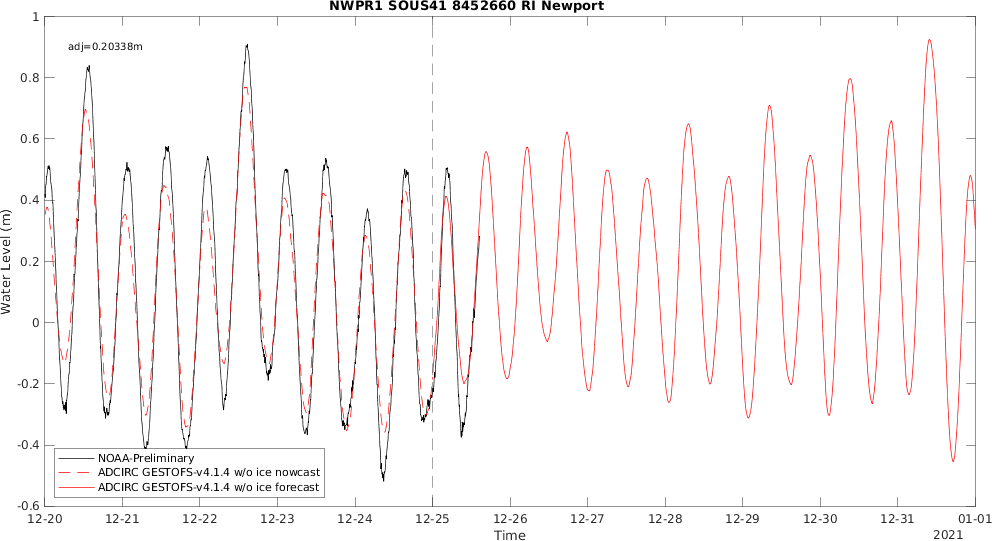 NWPR1 SOUS41 8452660 RI Newport
adj=0.20338m
1
0.8
0.6
0.4
0.2
0
-0.2
-0.4
-0.6
Water Level (m)
NOAA-Preliminary
ADCIRC GESTOFS-v4.1.4 w/o ice nowcast
ADCIRC GESTOFS-v4.1.4 w/o ice forecast
12-20 12-21 12-22 12-23 12-24 12-25 12-26 12-27 12-28 12-29 12-30 12-31 01-01
Time
2021